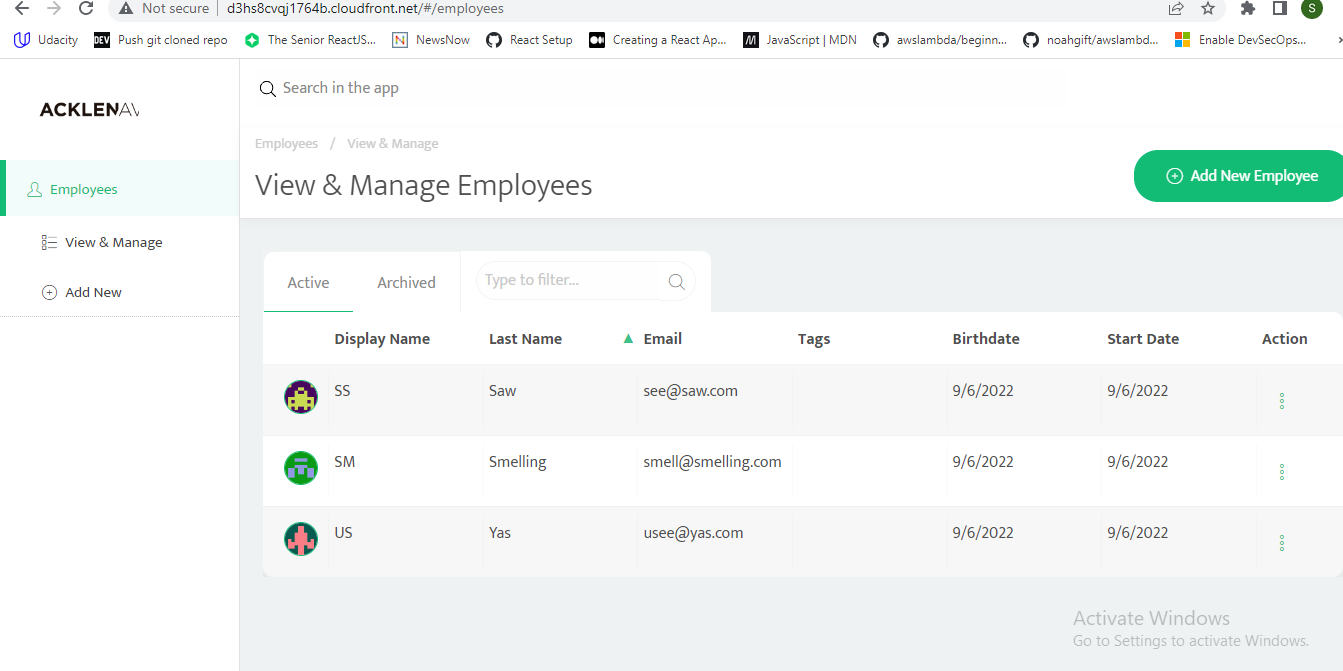 Not secure d3hs8cvqj1764b.cloudfront.net/#/employees S
Udacity DEV Push git cloned repo The Senior ReactJS... N NewsNow React Setup Creating a React Ap... JavaScript | MDN awslambda/beginn... noahgift/awslambd... Enable DevSecOps...
Search in the app
ACKLENAV
Employees / View & Manage
View & Manage Employees
Add New Employee
Employees
View & Manage
Add New
Active Archived Type to filter...
Display Name Last Name Email Tags Birthdate Start Date Action
SS Saw see@saw.com 9/6/2022 9/6/2022
SM Smelling smell@smelling.com 9/6/2022 9/6/2022
US Yas usee@yas.com 9/6/2022 9/6/2022
Activate Windows
Go to Settings to activate Windows.